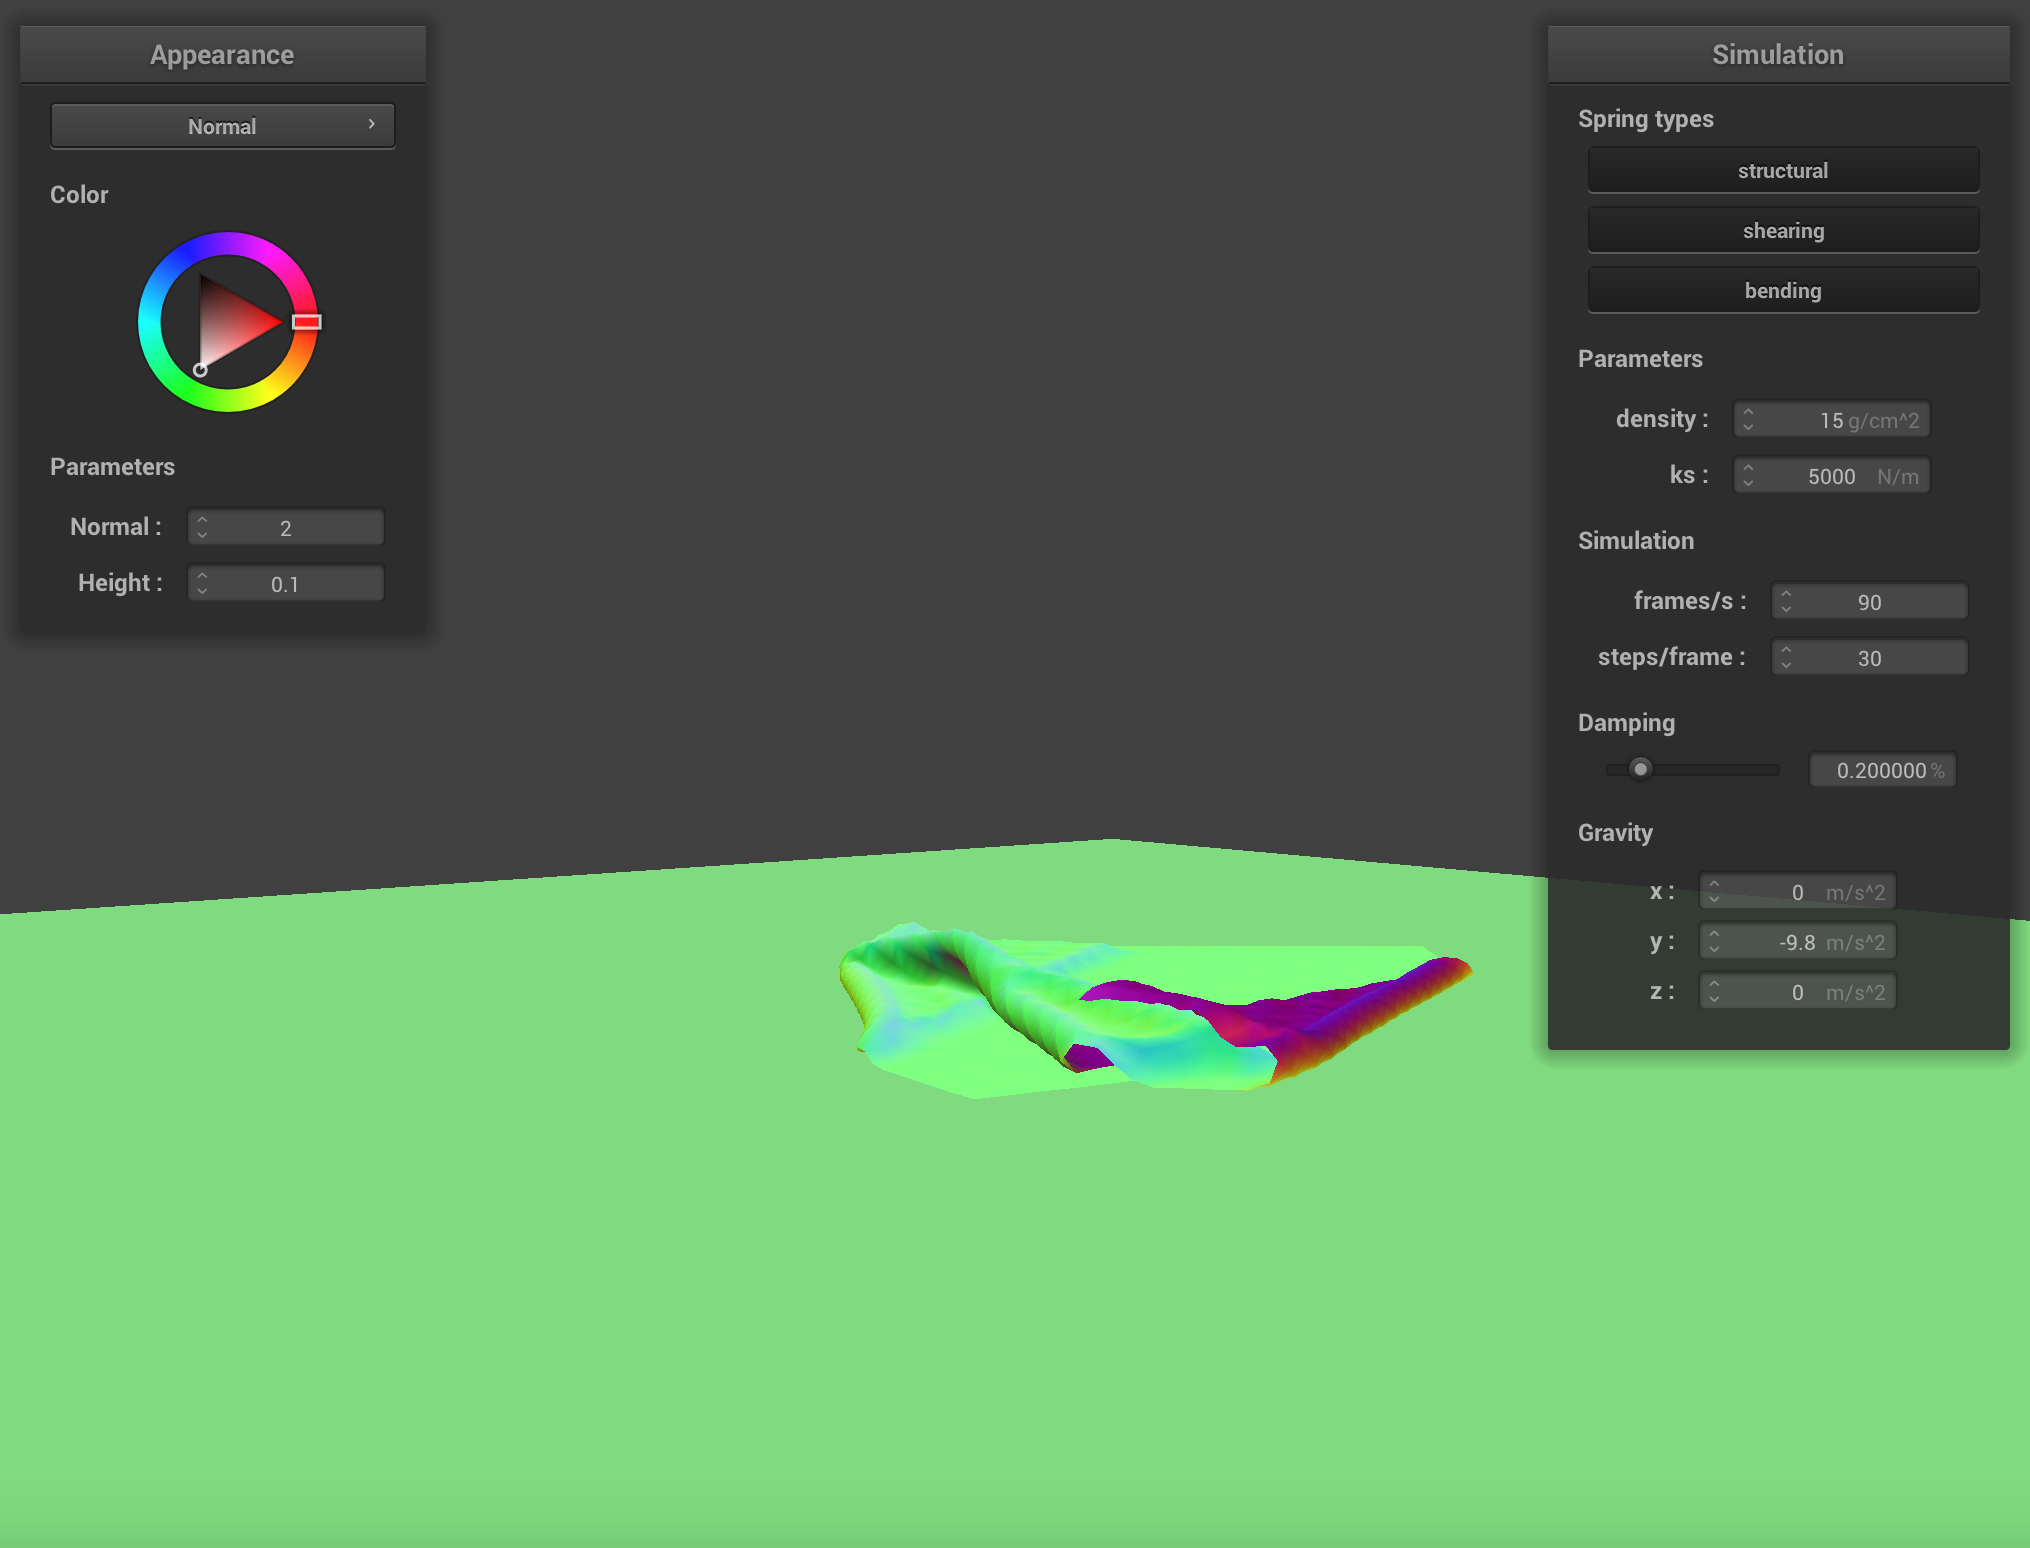 Appearance
Normal
Color
Parameters
Normal : 2
Height : 0.1
Simulation
Spring types
structural
shearing
bending
Parameters
density : 15 g/cm^2
ks : 5000 N/m
Simulation
frames/s : 90
steps/frame : 30
Damping
0.200000 %
Gravity
x : 0 m/s^2
y : -9.8 m/s^2
z : 0 m/s^2